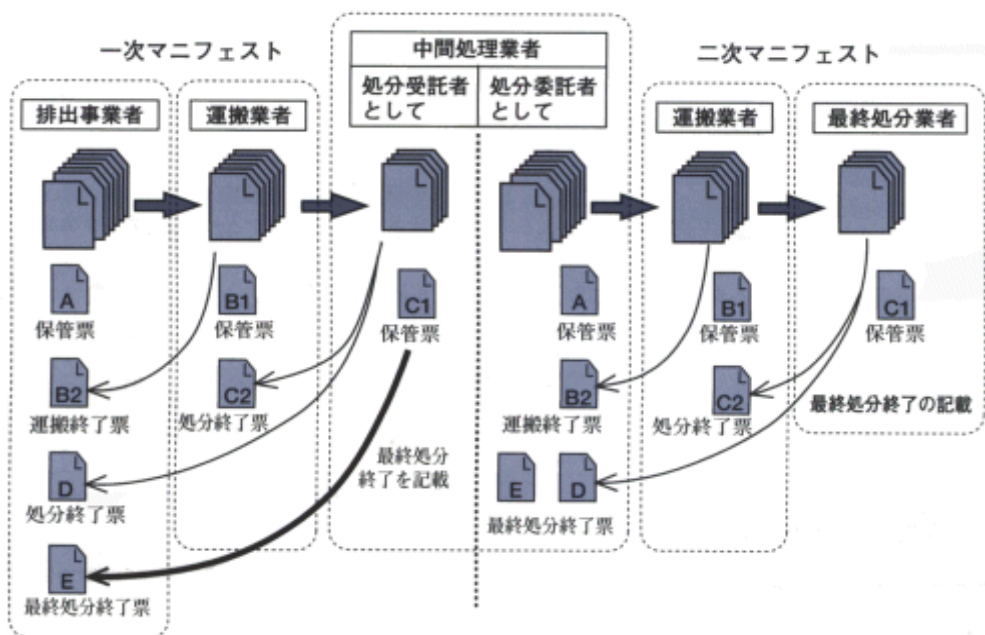 一次マニフェスト
中間処理業者
二次マニフェスト
処分受託者
として
処分委託者
として
排出事業者
運搬業者
運搬業者
最終処分業者
A
保管票
B1
保管票
C1
保管票
A
保管票
B1
保管票
C1
保管票
B2
運搬終了票
C2
処分終了票
B2
運搬終了票
C2
処分終了票
最終処分終了の記載
最終処分
終了を記載
D
処分終了票
E
D
最終処分終了票
E
最終処分終了票